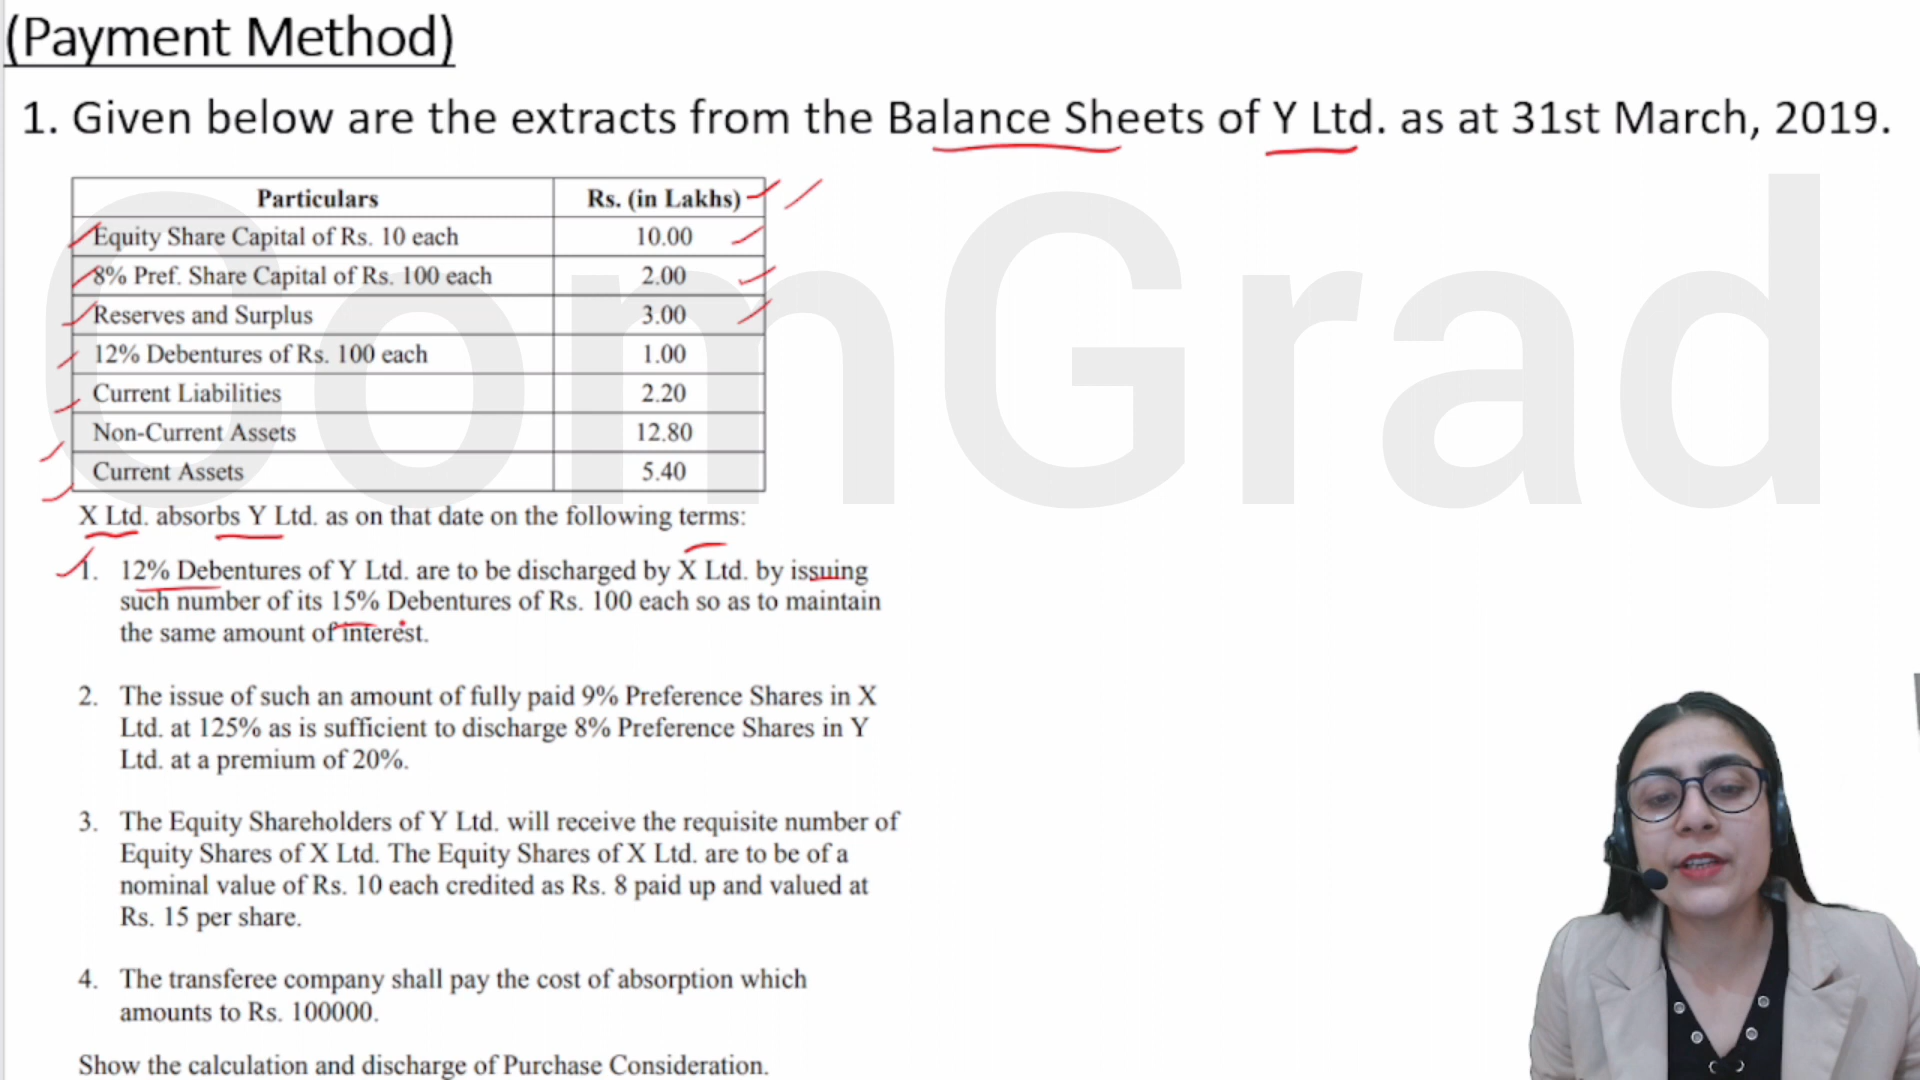 (Payment Method)
1. Given below are the extracts from the Balance Sheets of Y Ltd. as at 31st March, 2019.
Particulars Rs. (in Lakhs)
Equity Share Capital of Rs. 10 each 10.00
8% Pref. Share Capital of Rs. 100 each 2.00
Reserves and Surplus 3.00
12% Debentures of Rs. 100 each 1.00
Current Liabilities 2.20
Non-Current Assets 12.80
Current Assets 5.40
ComGrad
X Ltd. absorbs Y Ltd. as on that date on the following terms:
1. 12% Debentures of Y Ltd. are to be discharged by X Ltd. by issuing
such number of its 15% Debentures of Rs. 100 each so as to maintain
the same amount of interest.
2. The issue of such an amount of fully paid 9% Preference Shares in X
Ltd. at 125% as is sufficient to discharge 8% Preference Shares in Y
Ltd. at a premium of 20%.
3. The Equity Shareholders of Y Ltd. will receive the requisite number of
Equity Shares of X Ltd. The Equity Shares of X Ltd. are to be of a
nominal value of Rs. 10 each credited as Rs. 8 paid up and valued at
Rs. 15 per share.
4. The transferee company shall pay the cost of absorption which
amounts to Rs. 100000.
Show the calculation and discharge of Purchase Consideration.